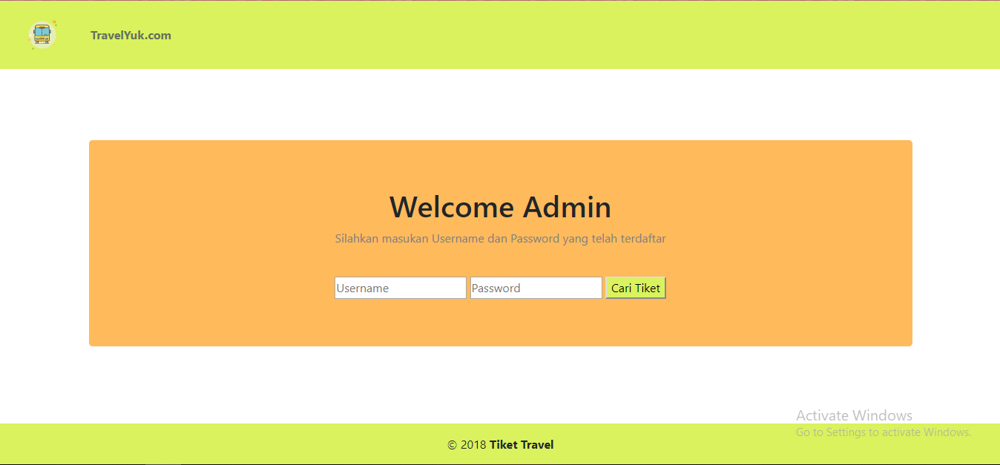 TravelYuk.com
Welcome Admin
Silahkan masukan Username dan Password yang telah terdaftar
Username Password Cari Tiket
Activate Windows
Go to Settings to activate Windows.
© 2018 Tiket Travel